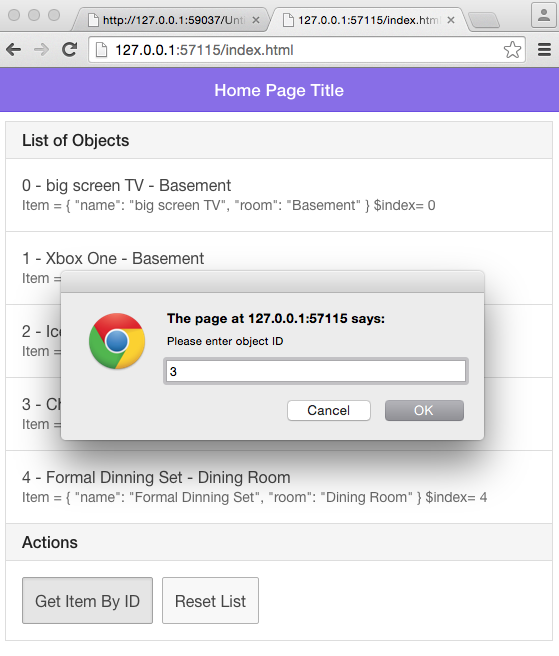 http://127.0.0.1:59037/Unti
127.0.0.1:57115/index.html
127.0.0.1:57115/index.html
Home Page Title
List of Objects
0 - big screen TV - Basement
Item = { "name": "big screen TV", "room": "Basement" } $index= 0
1 - Xbox One - Basement
Item =
The page at 127.0.0.1:57115 says:
Please enter object ID
2 - Ice
Item =
3
Cancel
OK
3 - Ch
Item =
4 - Formal Dinning Set - Dining Room
Item = { "name": "Formal Dinning Set", "room": "Dining Room" } $index= 4
Actions
Get Item By ID
Reset List